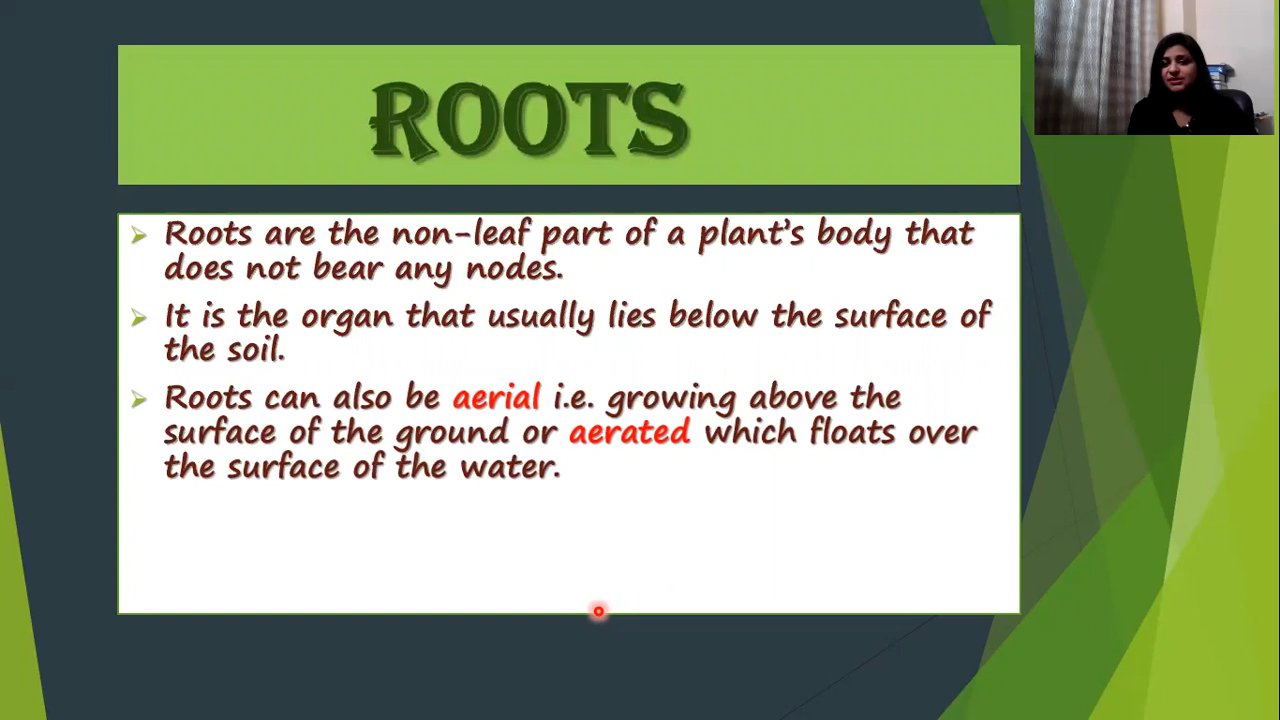 ROOTS
Roots are the non-leaf part of a plant's body that
does not bear any nodes.
It is the organ that usually lies below the surface of
the soil.
Roots can also be aerial i.e. growing above the
surface of the ground or aerated which floats over
the surface of the water.